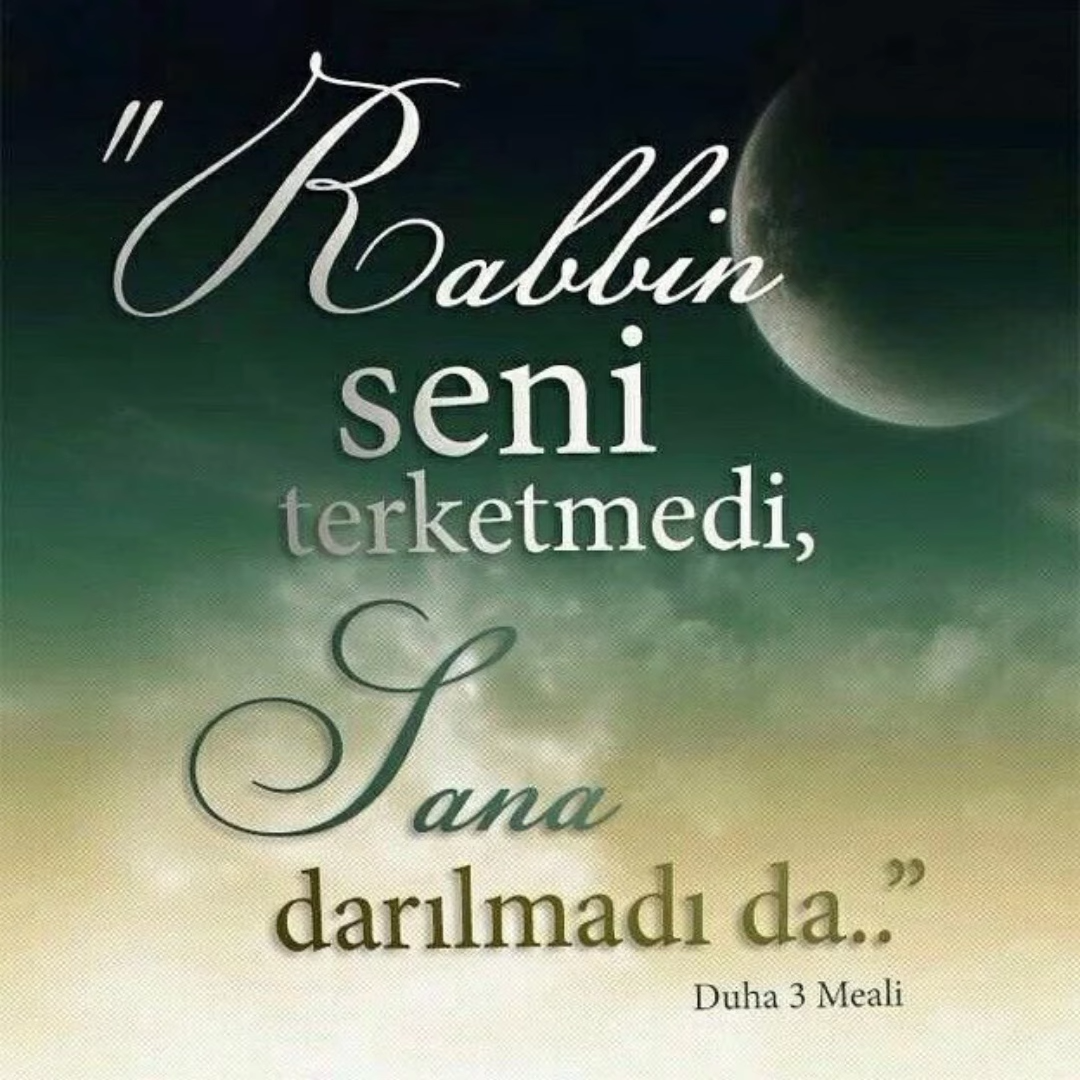 "Rabbin
seni
terketmedi,
Sana
darılmadı da..”
Duha 3 Meali